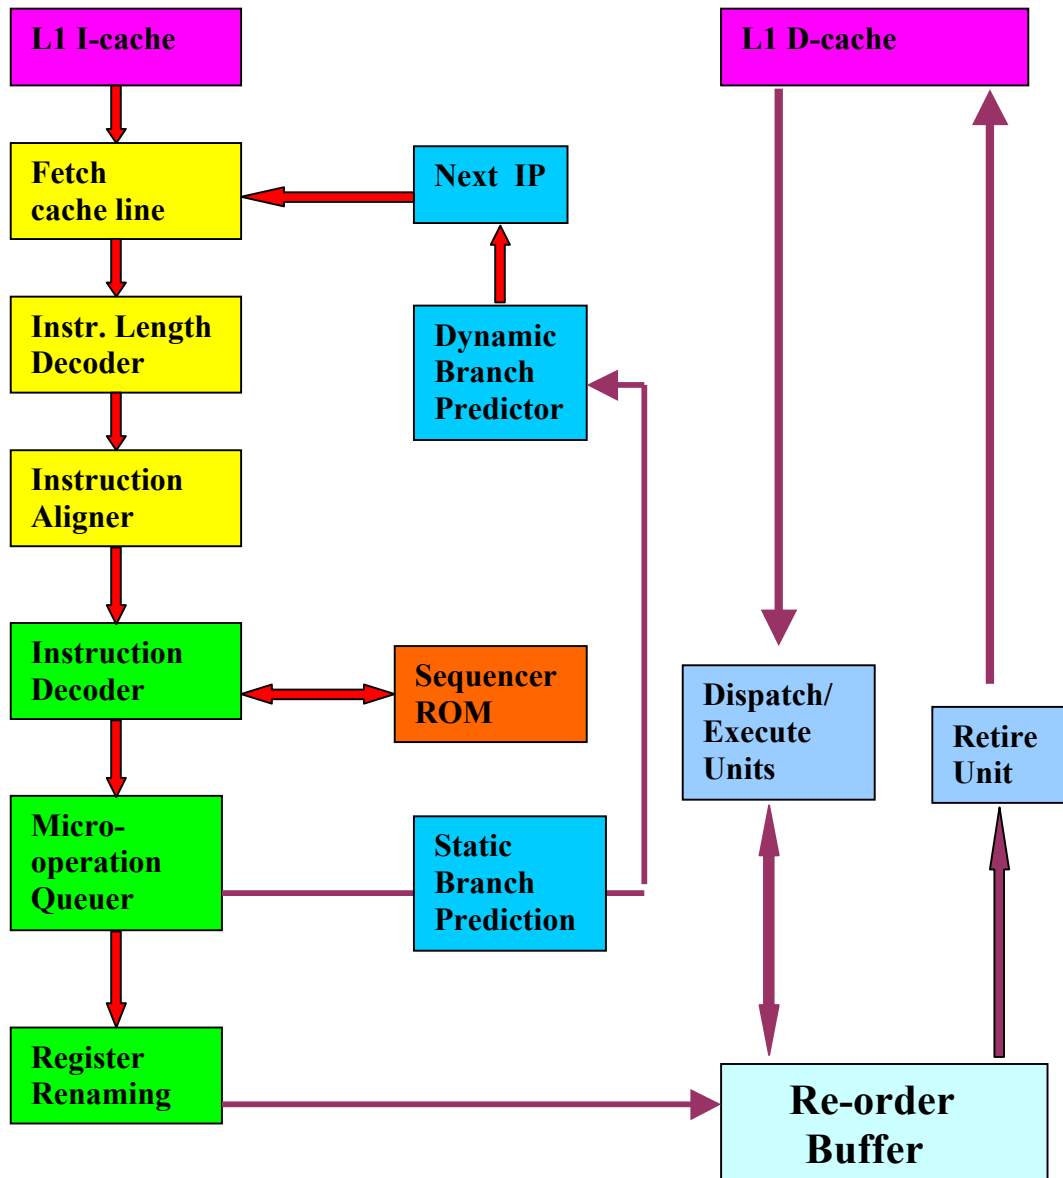 L1 I-cache
L1 D-cache
Fetch
cache line
Next IP
Instr. Length
Decoder
Dynamic
Branch
Predictor
Instruction
Aligner
Instruction
Decoder
Sequencer
ROM
Dispatch/
Execute
Units
Retire
Unit
Micro-
operation
Queuer
Static
Branch
Prediction
Register
Renaming
Re-order
Buffer